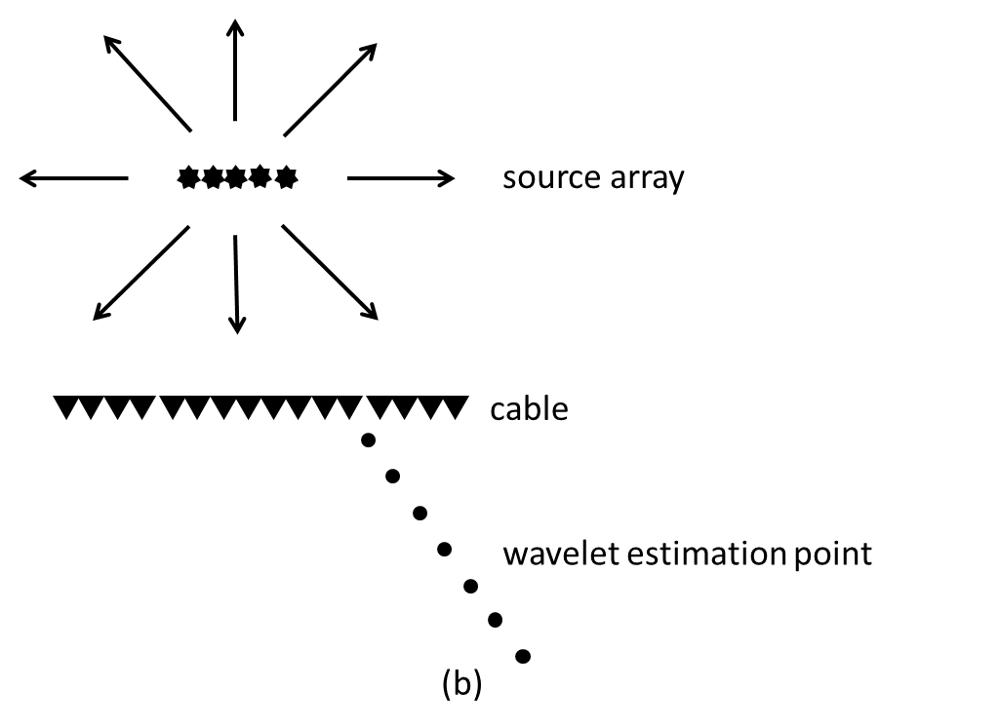 source array
cable
wavelet estimation point
(b)